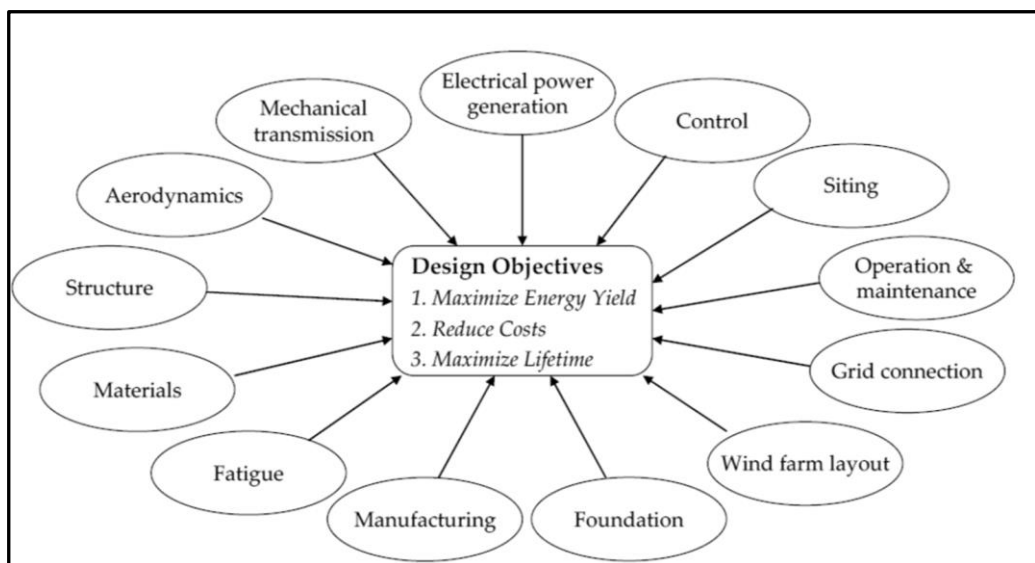 Electrical power
generation
Mechanical
transmission
Control
Aerodynamics
Siting
Design Objectives
1. Maximize Energy Yield
2. Reduce Costs
3. Maximize Lifetime
Structure
Operation &
maintenance
Materials
Grid connection
Fatigue
Wind farm layout
Manufacturing
Foundation